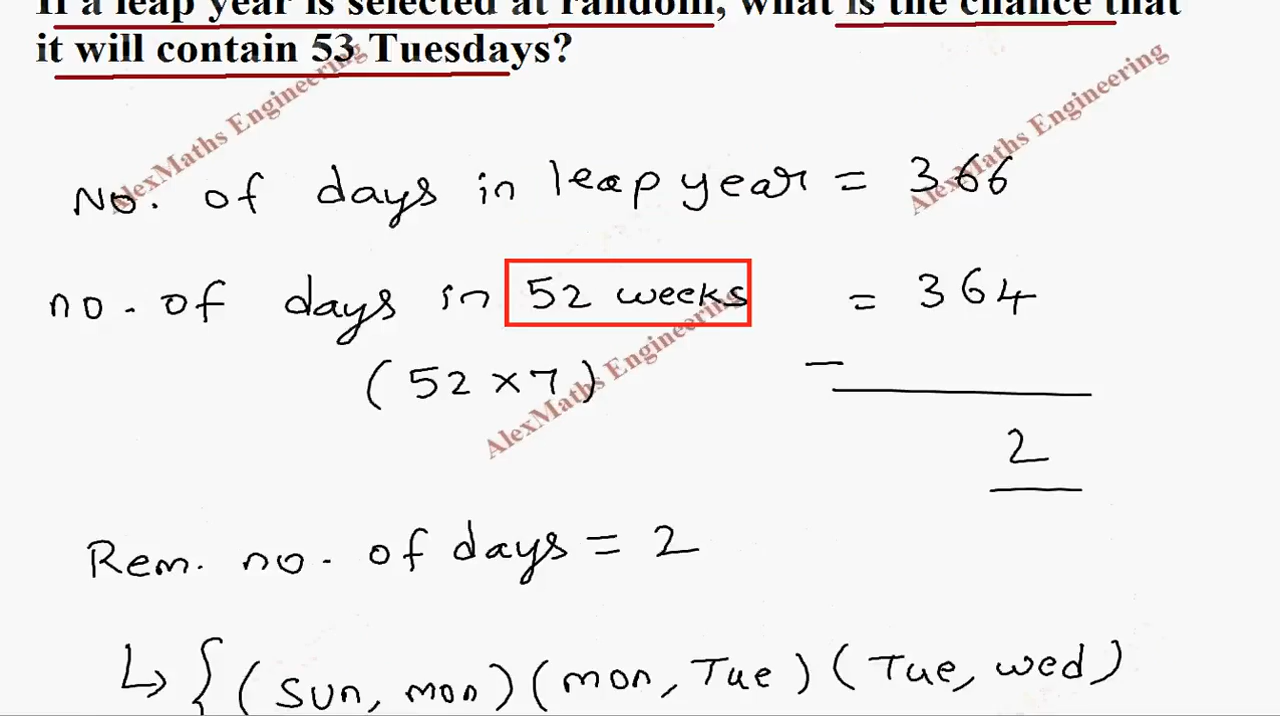 If a leap year is selected at random, what is the chance that
it will contain 53 Tuesdays?
AlexMaths Engineering
AlexMaths Engineering
No. of days in leap year = 366
no. of days in 52 weeks = 364
(52 × 7)
AlexMaths Engineering
—
2
Rem. no. of days = 2
↳ { (Sun, mon) (mon, Tue) (Tue, wed)